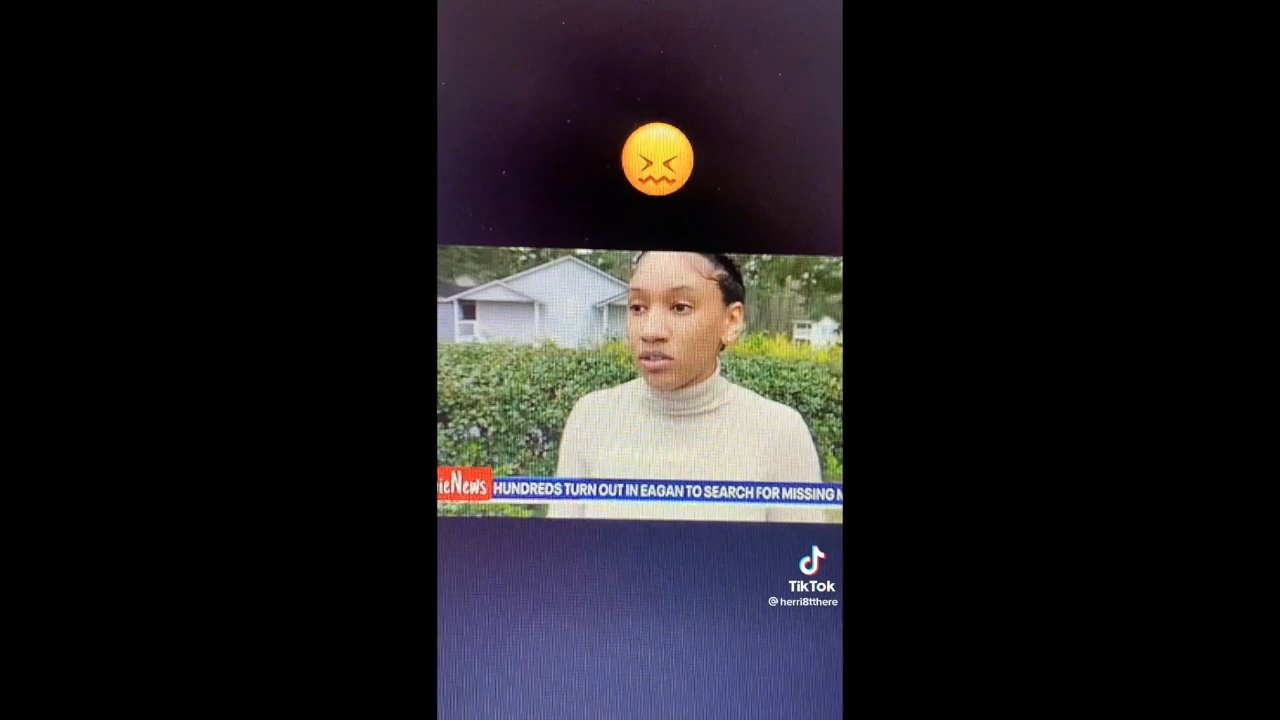 ieNews
HUNDREDS TURN OUT IN EAGAN TO SEARCH FOR MISSING
TikTok
@herri8tthere